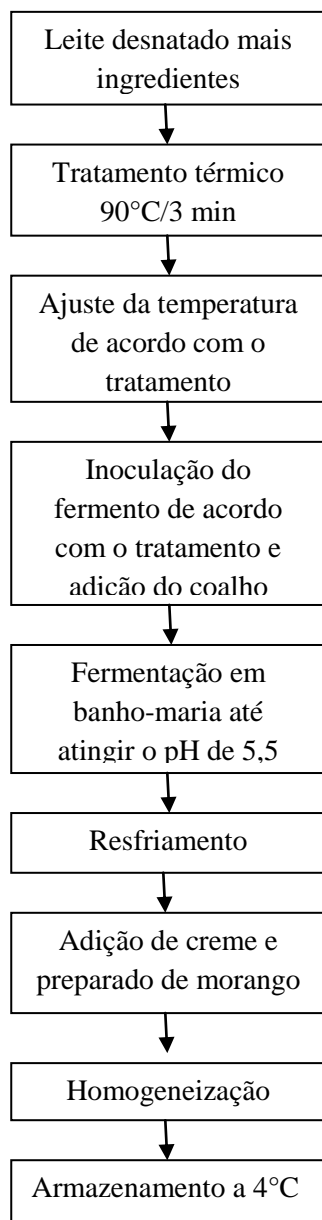 Leite desnatado mais
ingredientes
Tratamento térmico
90°C/3 min
Ajuste da temperatura
de acordo com o
tratamento
Inoculação do
fermento de acordo
com o tratamento e
adição do coalho
Fermentação em
banho-maria até
atingir o pH de 5,5
Resfriamento
Adição de creme e
preparado de morango
Homogeneização
Armazenamento a 4°C